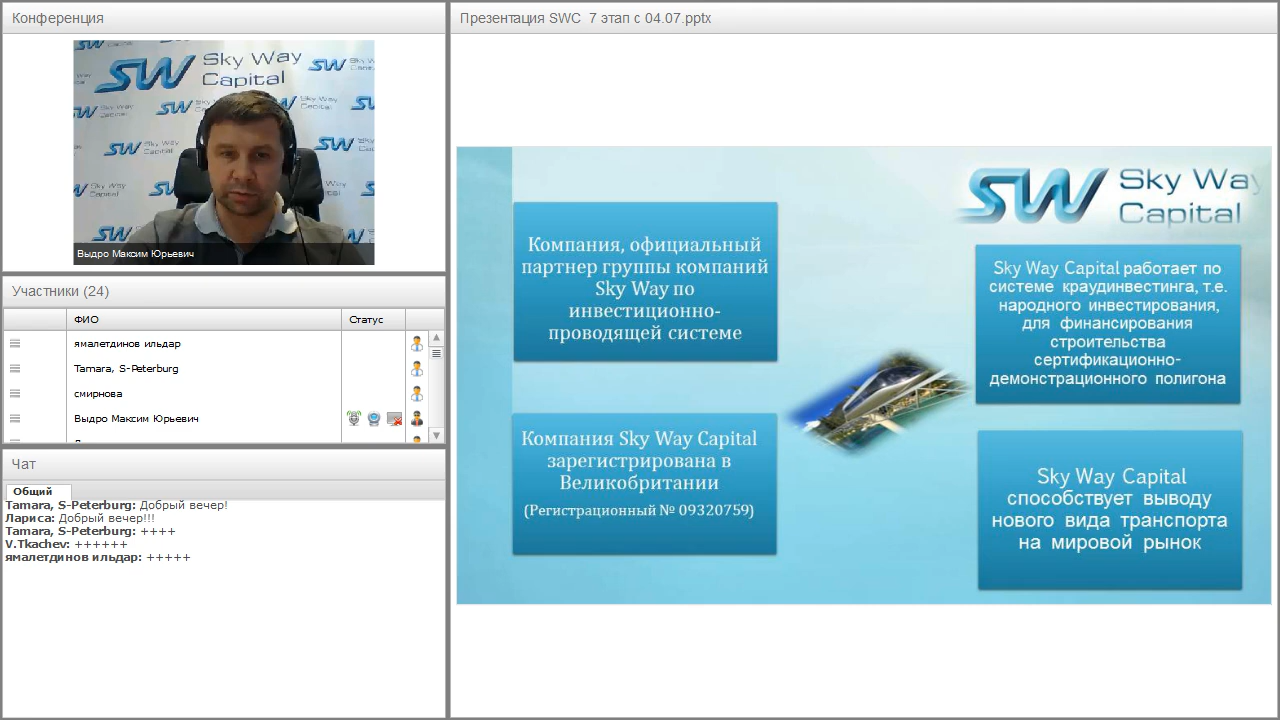 Конференция
Sky Way
Capital
SW
Выдро Максим Юрьевич
Участники (24)
ФИО
Статус
ямалетдинов ильдар
Tamara, S-Peterburg
смирнова
Выдро Максим Юрьевич
Чат
Общий
Tamara, S-Peterburg: Добрый вечер!
Лариса: Добрый вечер!!!
Tamara, S-Peterburg: ++++
V.Tkachev: ++++++
ямалетдинов ильдар: +++++
Презентация SWC 7 этап с 04.07.pptx
SW Sky Way
Capital
Компания, официальный
партнер группы компаний
Sky Way по
инвестиционно-
проводящей системе
Sky Way Capital работает по
системе краудинвестинга, т.е.
народного инвестирования,
для финансирования
строительства
сертификационно-
демонстрационного полигона
Компания Sky Way Capital
зарегистрирована в
Великобритании
(Регистрационный № 09320759)
Sky Way Capital
способствует выводу
нового вида транспорта
на мировой рынок